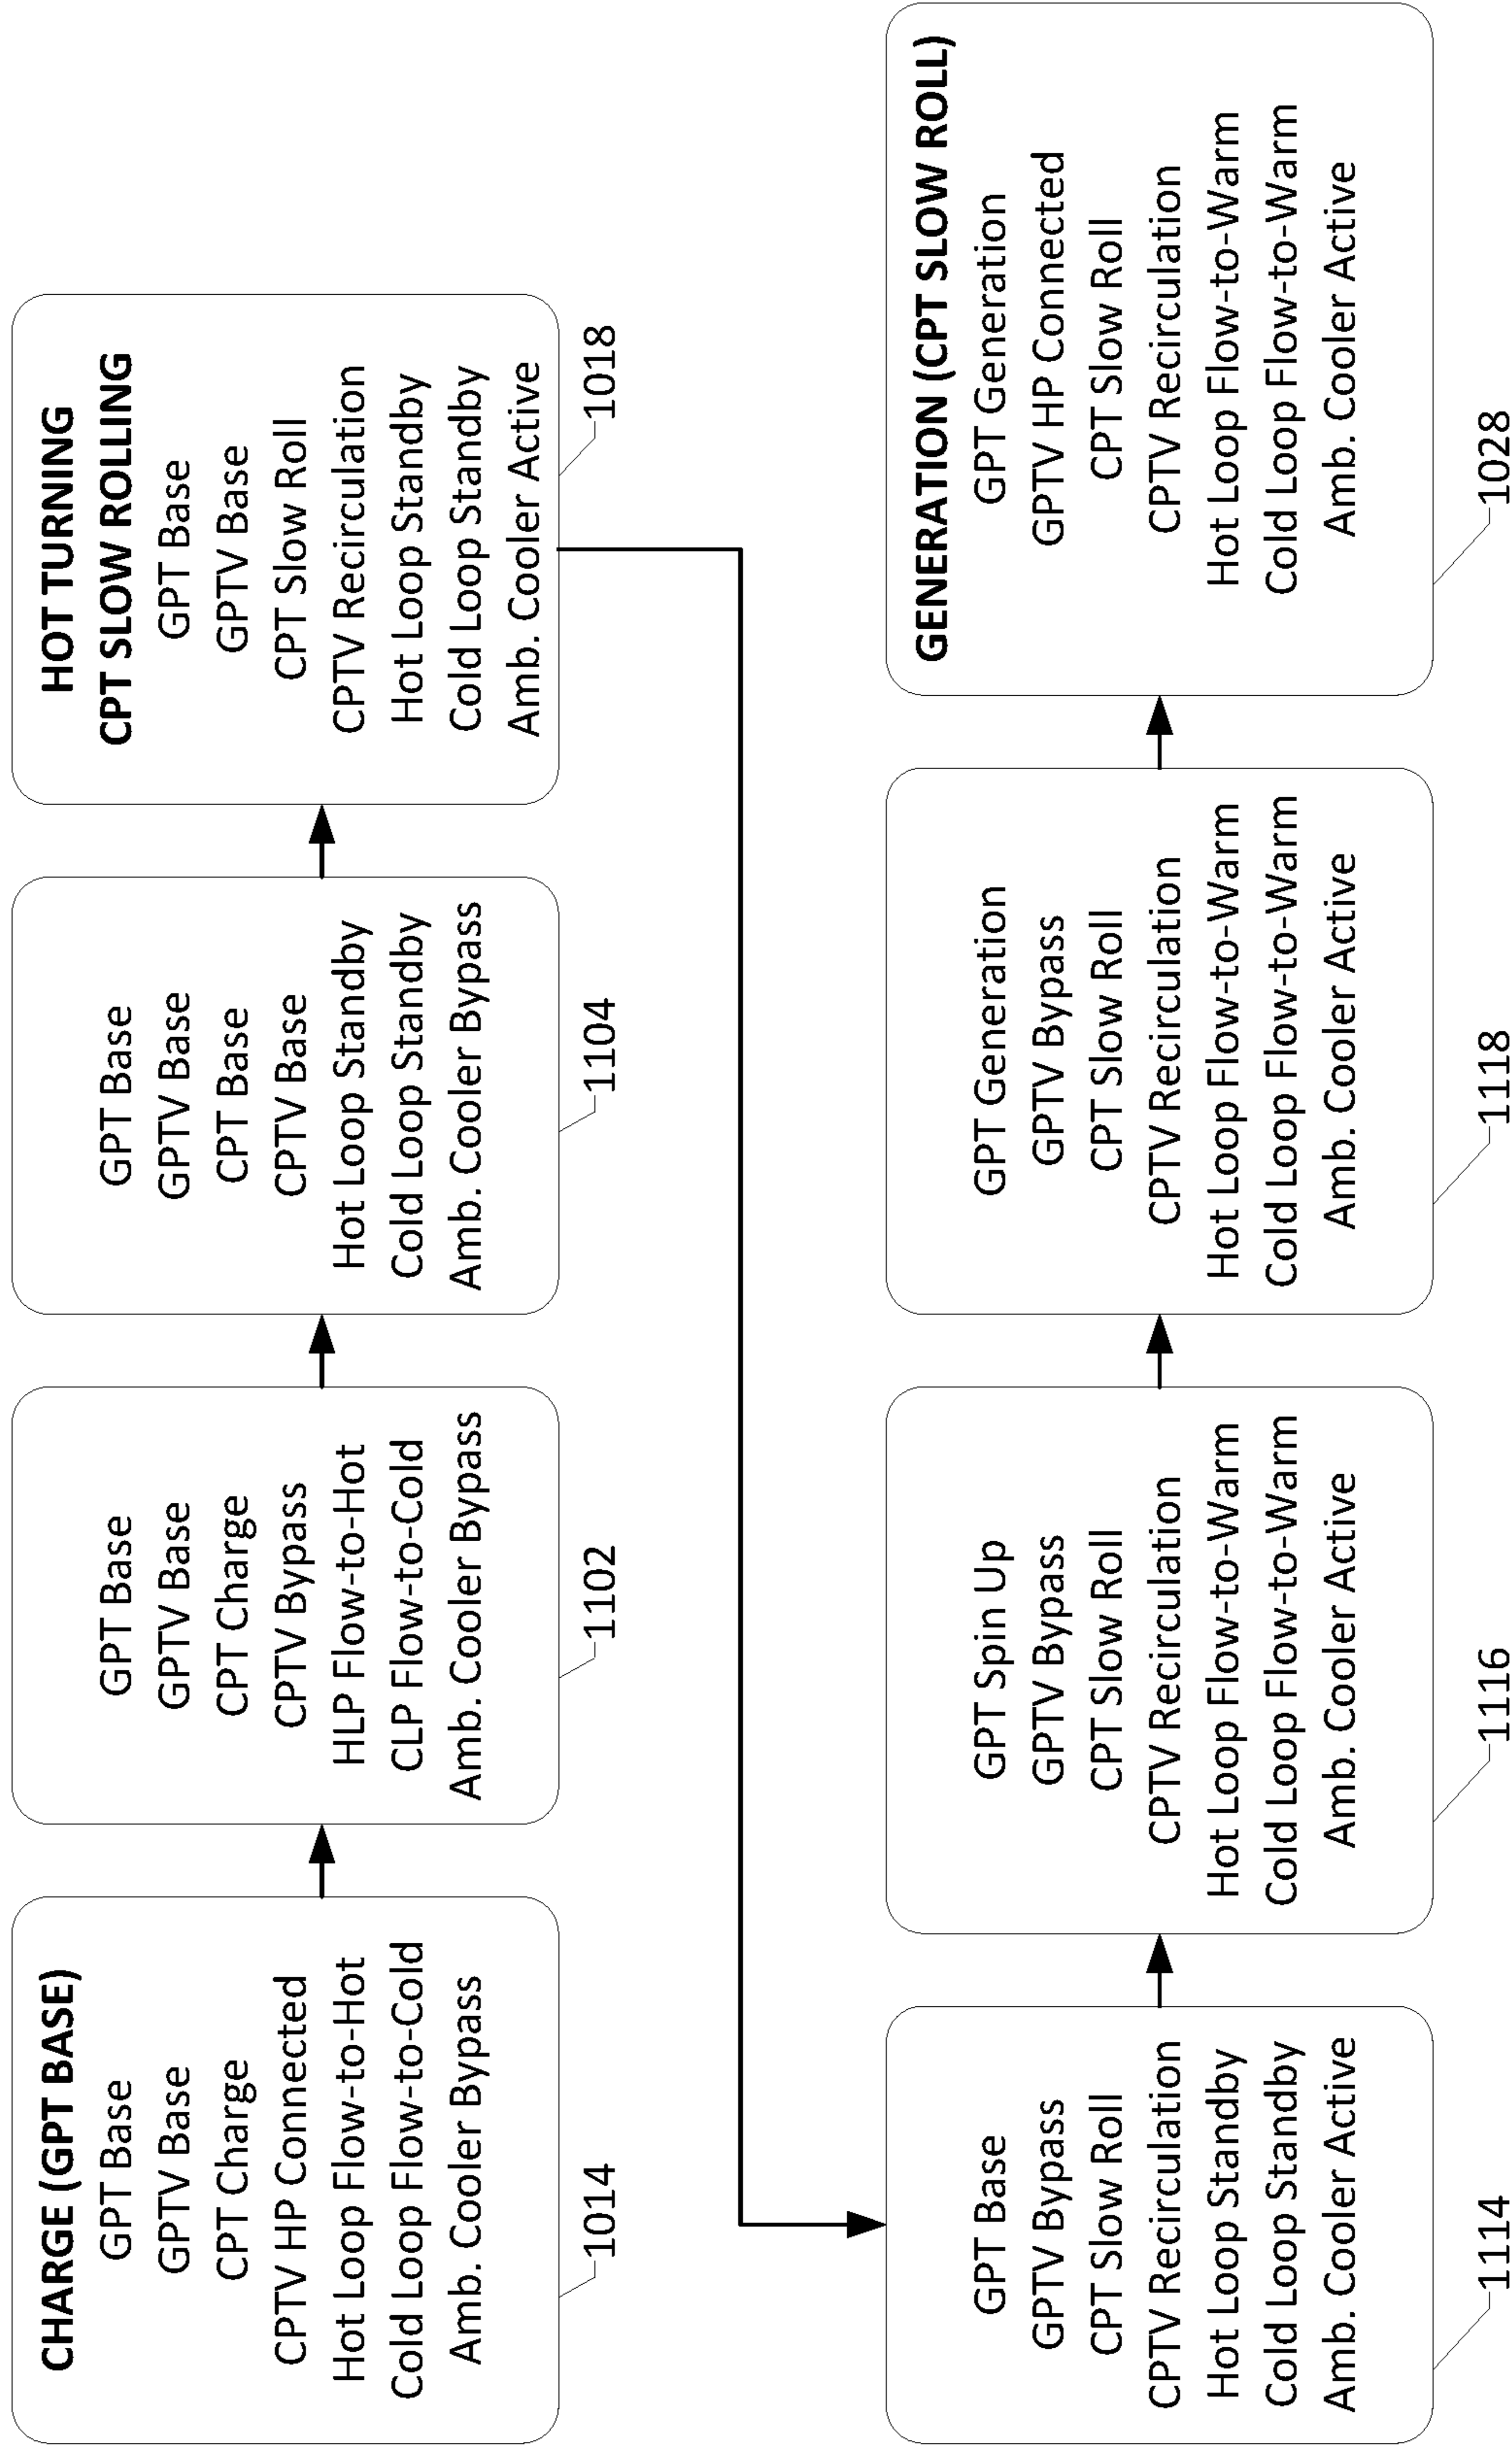 CHARGE (GPT BASE)
GPT Base
GPTV Base
CPT Charge
CPTV HP Connected
Hot Loop Flow-to-Hot
Cold Loop Flow-to-Cold
Amb. Cooler Bypass
1014
GPT Base
GPTV Base
CPT Charge
CPTV Bypass
HLP Flow-to-Hot
CLP Flow-to-Cold
Amb. Cooler Bypass
1102
GPT Base
GPTV Base
CPT Base
CPTV Base
Hot Loop Standby
Cold Loop Standby
Amb. Cooler Bypass
1104
HOT TURNING
CPT SLOW ROLLING
GPT Base
GPTV Base
CPT Slow Roll
CPTV Recirculation
Hot Loop Standby
Cold Loop Standby
Amb. Cooler Active
1018
GPT Base
GPTV Bypass
CPT Slow Roll
CPTV Recirculation
Hot Loop Standby
Cold Loop Standby
Amb. Cooler Active
1114
GPT Spin Up
GPTV Bypass
CPT Slow Roll
CPTV Recirculation
Hot Loop Flow-to-Warm
Cold Loop Flow-to-Warm
Amb. Cooler Active
1116
GPT Generation
GPTV Bypass
CPT Slow Roll
CPTV Recirculation
Hot Loop Flow-to-Warm
Cold Loop Flow-to-Warm
Amb. Cooler Active
1118
GENERATION (CPT SLOW ROLL)
GPT Generation
GPTV HP Connected
CPT Slow Roll
CPTV Recirculation
Hot Loop Flow-to-Warm
Cold Loop Flow-to-Warm
Amb. Cooler Active
1028